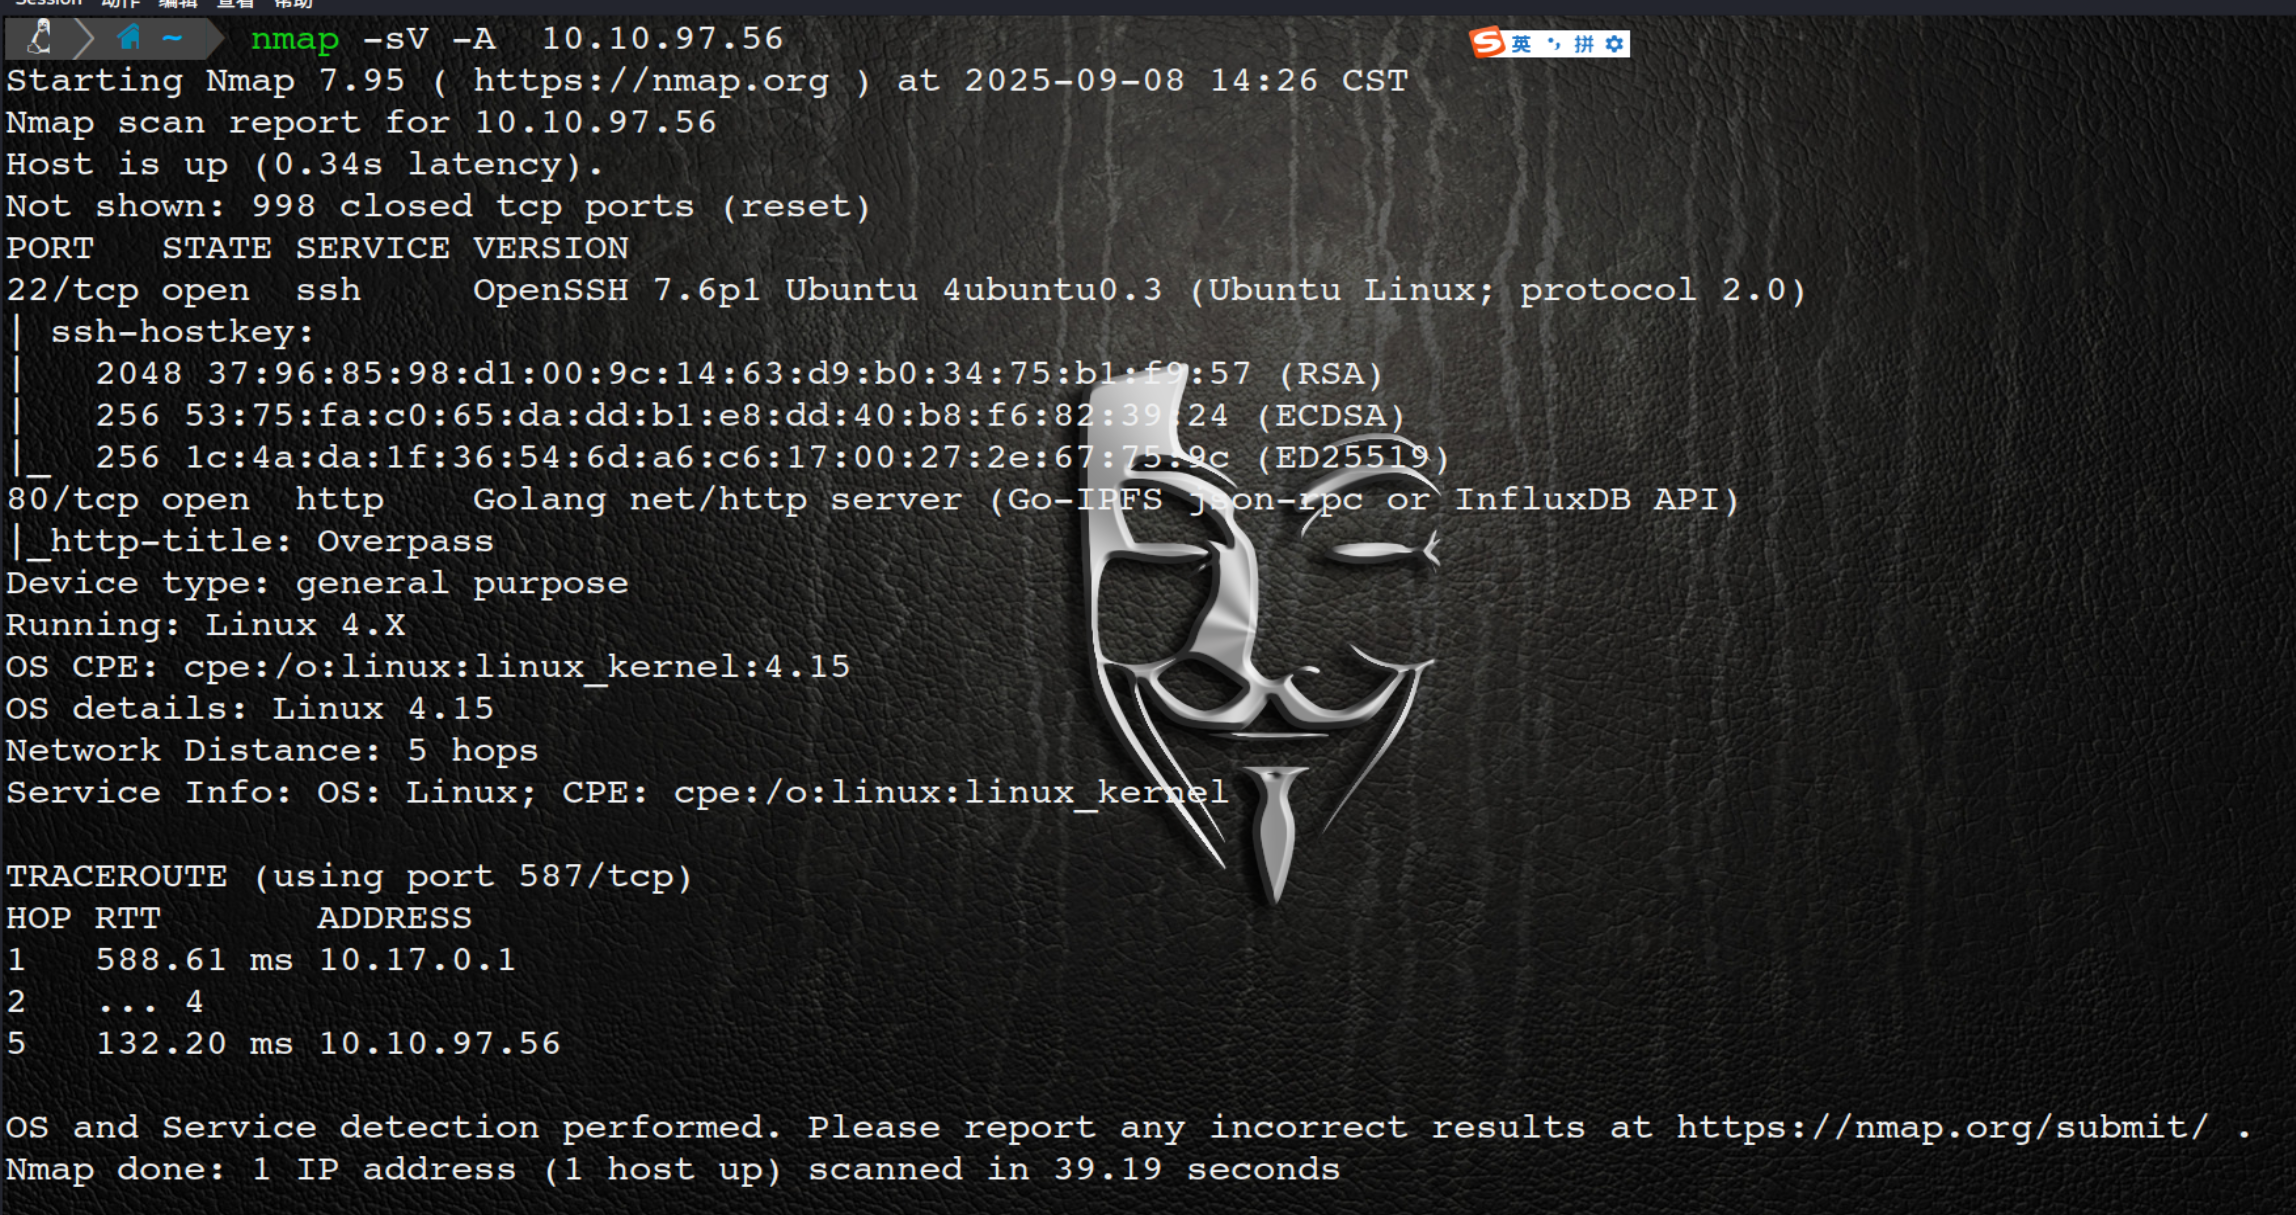 Session 动作 编辑 查看 帮助
~ nmap -sV -A  10.10.97.56
英 拼
Starting Nmap 7.95 ( https://nmap.org ) at 2025-09-08 14:26 CST
Nmap scan report for 10.10.97.56
Host is up (0.34s latency).
Not shown: 998 closed tcp ports (reset)
PORT   STATE SERVICE VERSION
22/tcp open  ssh     OpenSSH 7.6p1 Ubuntu 4ubuntu0.3 (Ubuntu Linux; protocol 2.0)
| ssh-hostkey:
|   2048 37:96:85:98:d1:00:9c:14:63:d9:b0:34:75:b1:f9:57 (RSA)
|   256 53:75:fa:c0:65:da:dd:b1:e8:dd:40:b8:f6:82:39:24 (ECDSA)
|_  256 1c:4a:da:1f:36:54:6d:a6:c6:17:00:27:2e:67:75:9c (ED25519)
80/tcp open  http    Golang net/http server (Go-IPFS json-rpc or InfluxDB API)
|_http-title: Overpass
Device type: general purpose
Running: Linux 4.X
OS CPE: cpe:/o:linux:linux_kernel:4.15
OS details: Linux 4.15
Network Distance: 5 hops
Service Info: OS: Linux; CPE: cpe:/o:linux:linux_kernel
TRACEROUTE (using port 587/tcp)
HOP RTT       ADDRESS
1   588.61 ms 10.17.0.1
2   ... 4
5   132.20 ms 10.10.97.56
OS and Service detection performed. Please report any incorrect results at https://nmap.org/submit/ .
Nmap done: 1 IP address (1 host up) scanned in 39.19 seconds